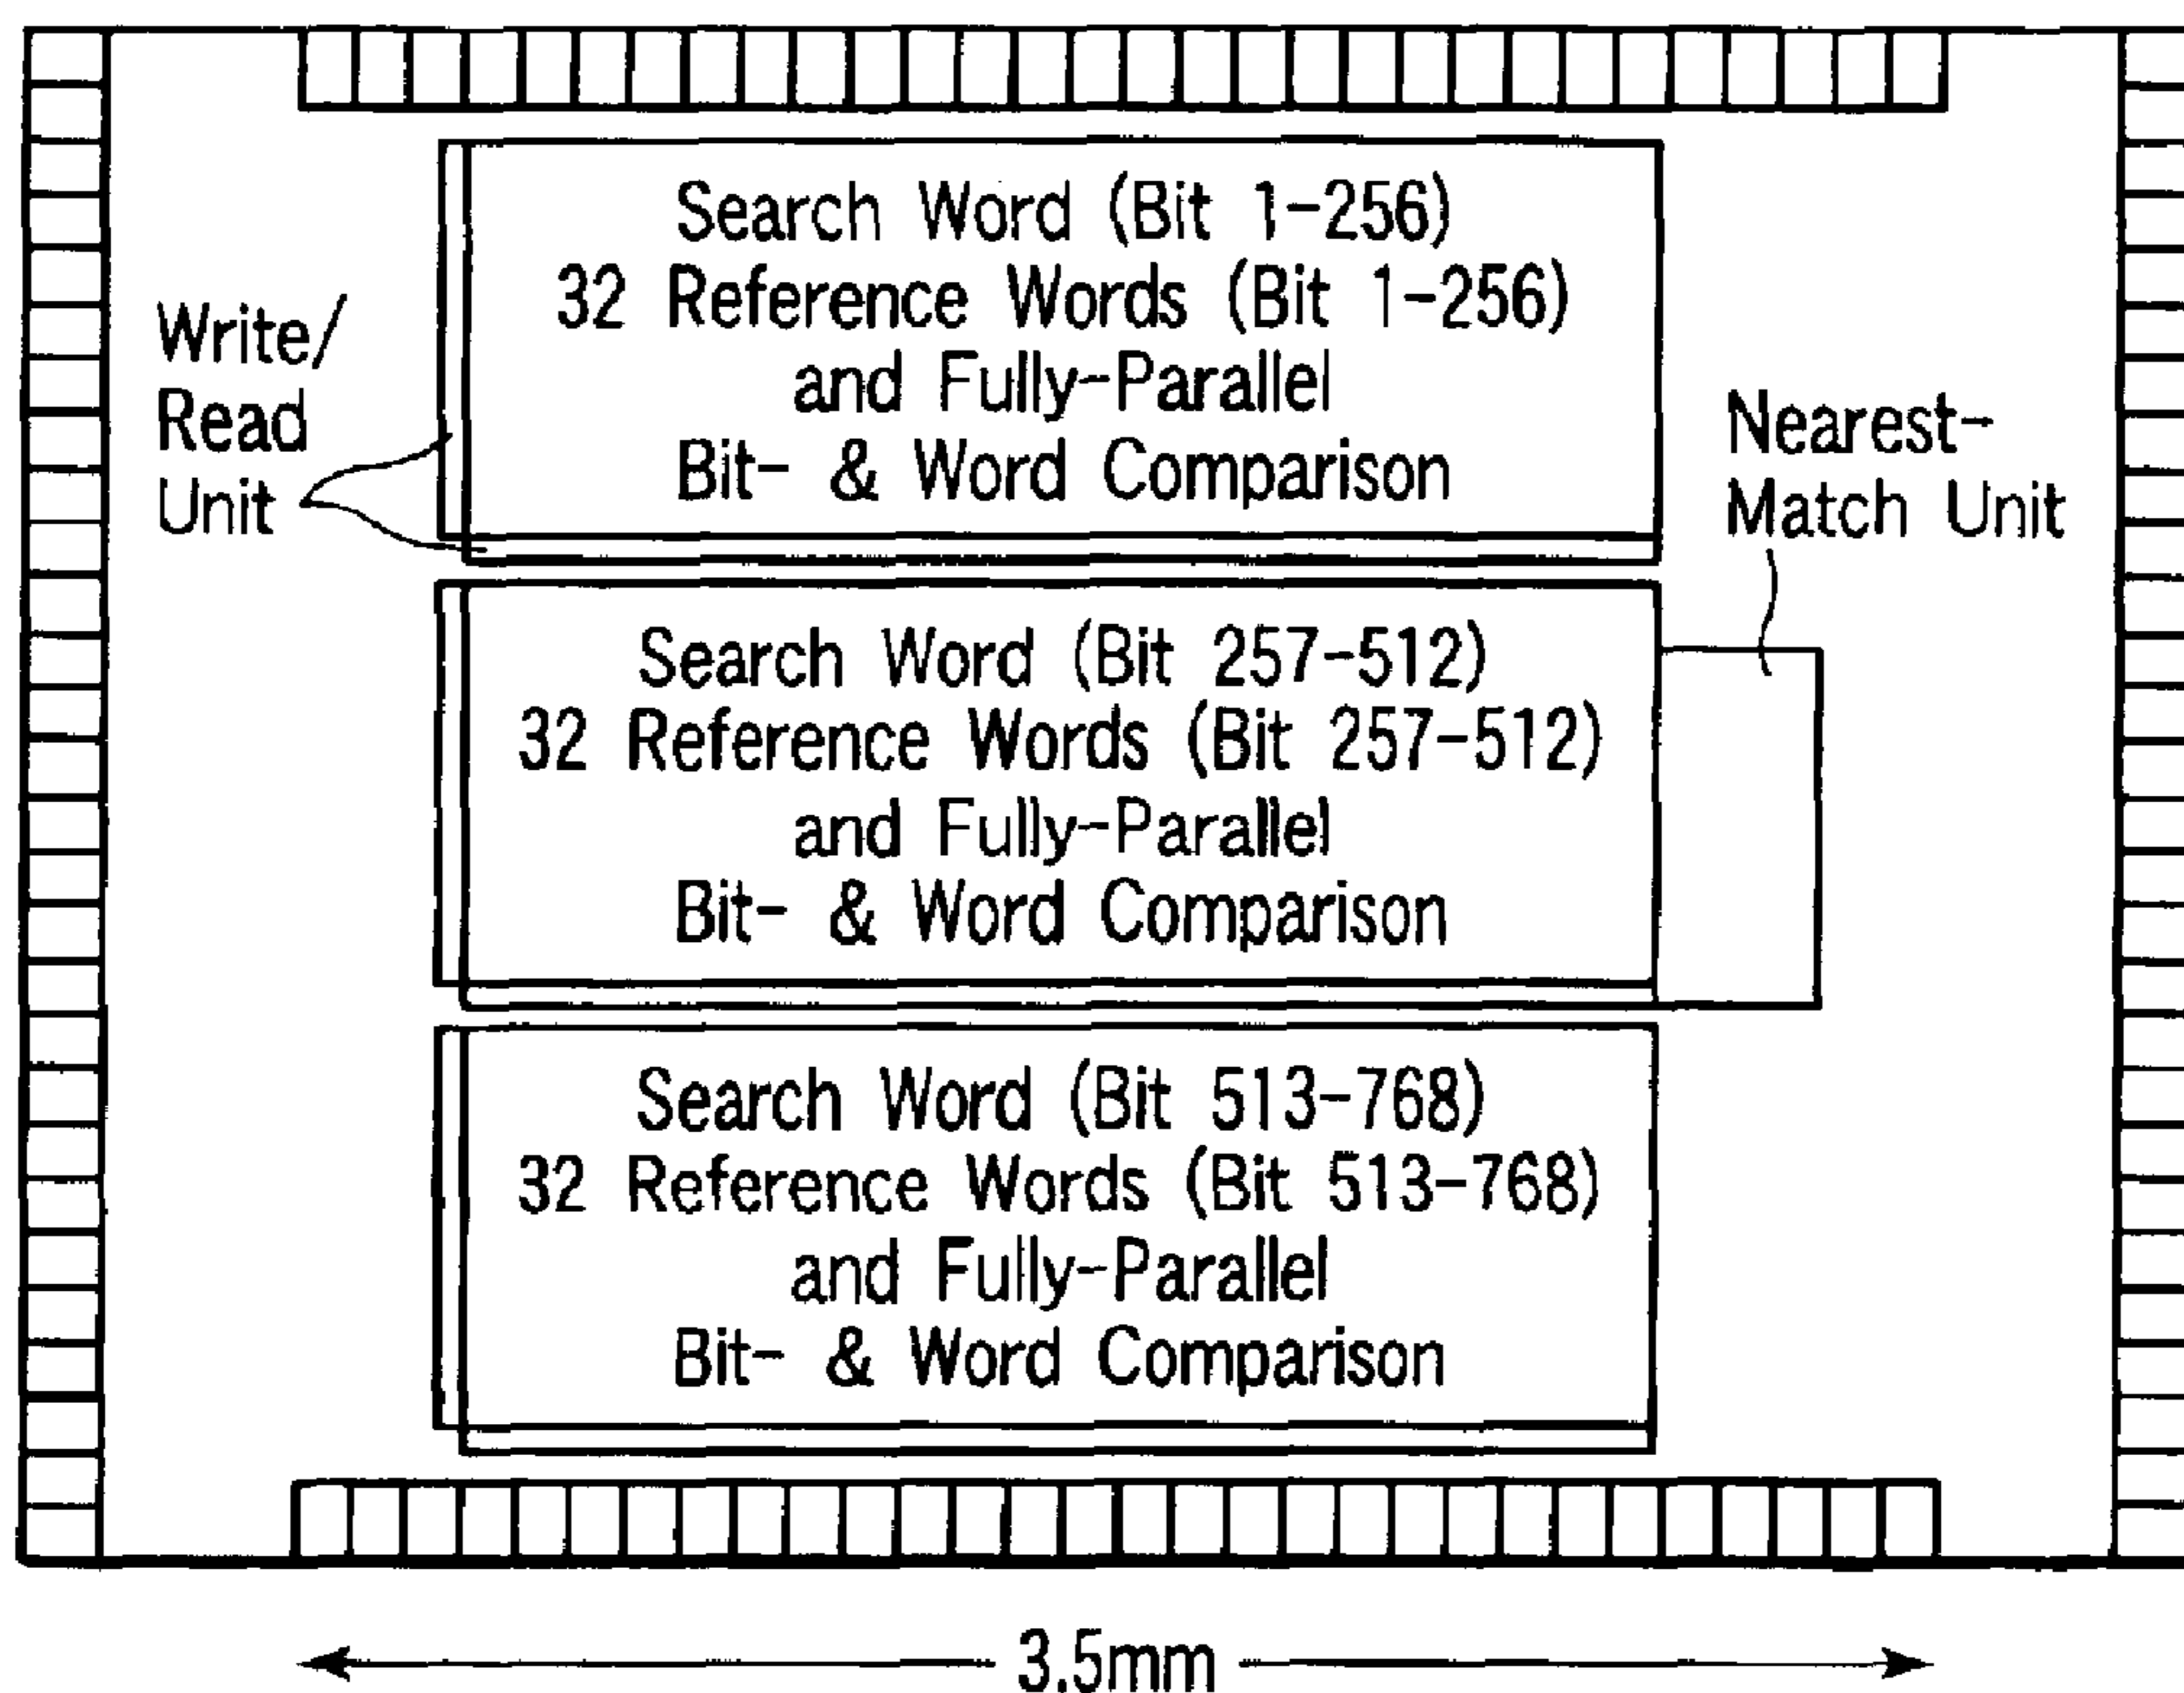 Search Word (Bit 1-256)
32 Reference Words (Bit 1-256)
and Fully-Parallel
Bit- & Word Comparison
Write/
Read
Unit
Nearest-
Match Unit
Search Word (Bit 257-512)
32 Reference Words (Bit 257-512)
and Fully-Parallel
Bit- & Word Comparison
Search Word (Bit 513-768)
32 Reference Words (Bit 513-768)
and Fully-Parallel
Bit- & Word Comparison
3.5mm